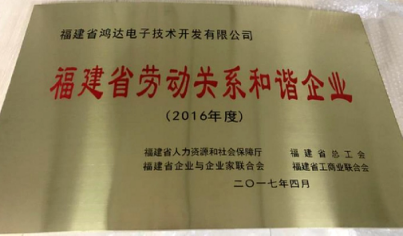 福建省鸿达电子技术开发有限公司
福建省劳动关系和谐企业
(2016年度)
福建省人力资源和社会保障厅 福建省总工会
福建省企业与企业家联合会 福建省工商业联合会
二〇一七年四月